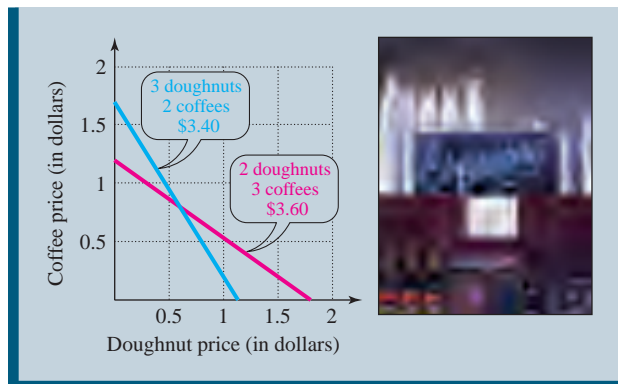 2
1.5
1
0.5
Coffee price (in dollars)
3 doughnuts
2 coffees
$3.40
2 doughnuts
3 coffees
$3.60
0.5 1 1.5 2
Doughnut price (in dollars)